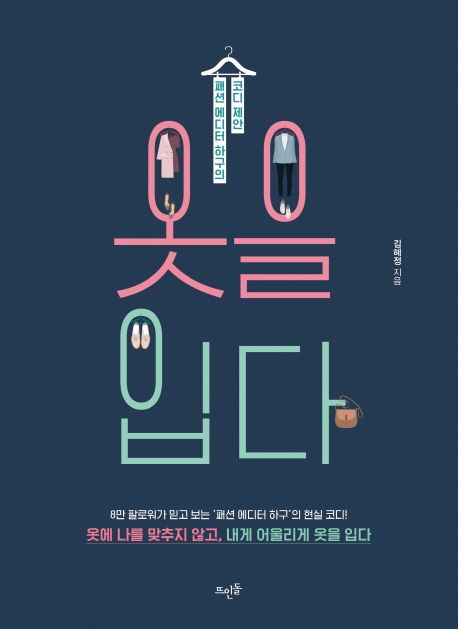 패션 에디터 하구의
코디 제안
옷을
입다
김혜정 지음
8만 팔로워가 믿고 보는 '패션 에디터 하구'의 현실 코디!
옷에 나를 맞추지 않고, 내게 어울리게 옷을 입다
뜨인돌